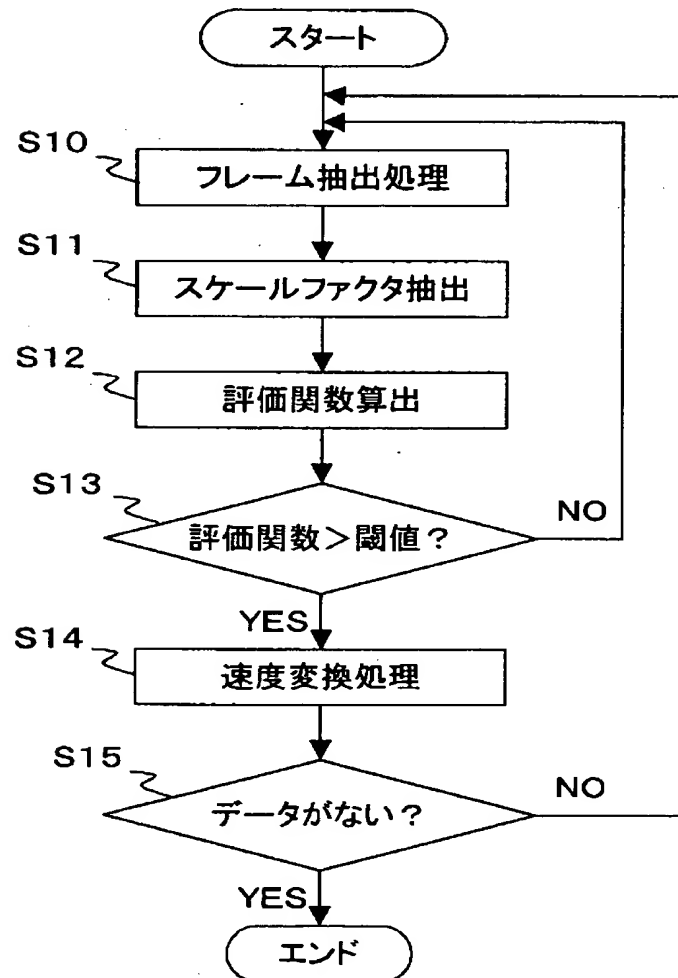 スタート
S10
フレーム抽出処理
S11
スケールファクタ抽出
S12
評価関数算出
S13
評価関数＞閾値？
NO
YES
S14
速度変換処理
S15
データがない？
NO
YES
エンド